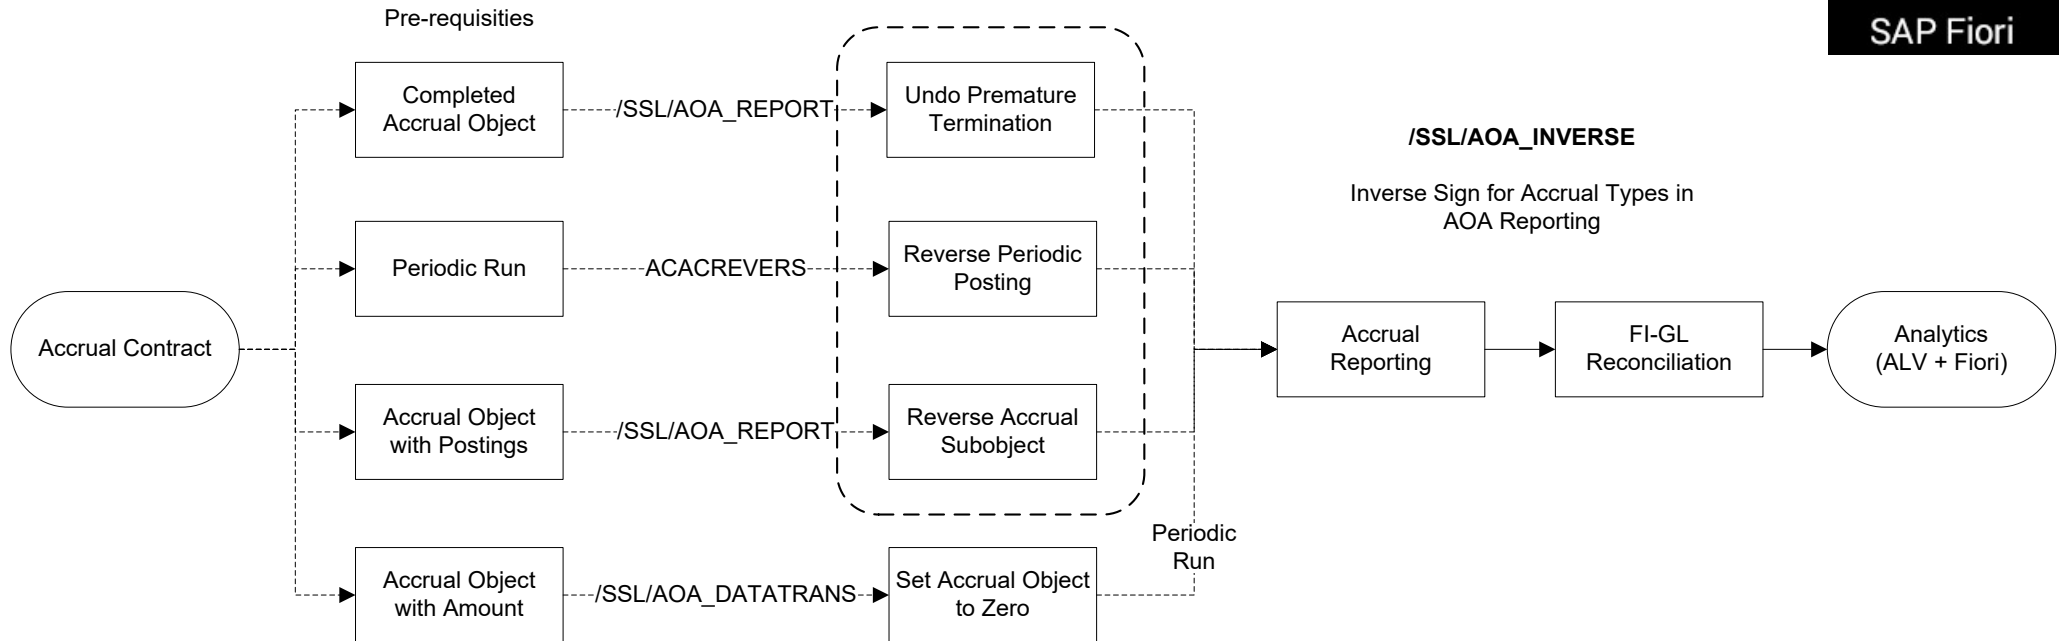 Pre-requisities
SAP Fiori
Completed
Accrual Object
/SSL/AOA_REPORT
Undo Premature
Termination
/SSL/AOA_INVERSE
Inverse Sign for Accrual Types in
AOA Reporting
Periodic Run
ACACREVERS
Reverse Periodic
Posting
Accrual Contract
Accrual
Reporting
FI-GL
Reconciliation
Analytics
(ALV + Fiori)
Accrual Object
with Postings
/SSL/AOA_REPORT
Reverse Accrual
Subobject
Periodic
Run
Accrual Object
with Amount
/SSL/AOA_DATATRANS
Set Accrual Object
to Zero